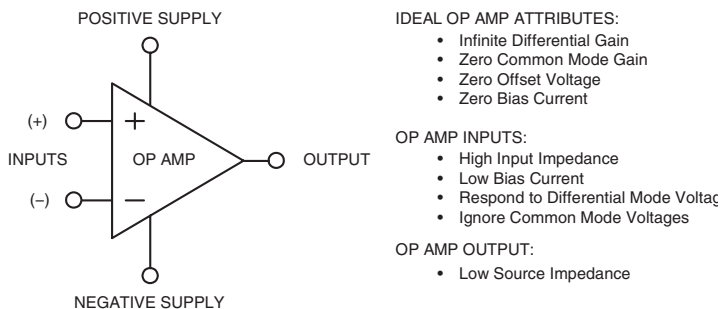 POSITIVE SUPPLY
(+)
+
INPUTS
OP AMP
OUTPUT
(–)
–
NEGATIVE SUPPLY
IDEAL OP AMP ATTRIBUTES:
• Infinite Differential Gain
• Zero Common Mode Gain
• Zero Offset Voltage
• Zero Bias Current
OP AMP INPUTS:
• High Input Impedance
• Low Bias Current
• Respond to Differential Mode Voltag
• Ignore Common Mode Voltages
OP AMP OUTPUT:
• Low Source Impedance